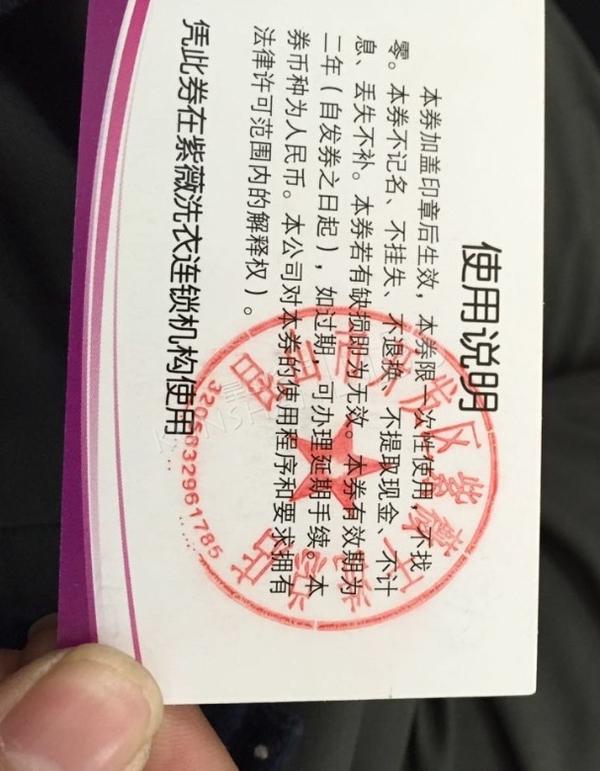 使用说明
本券加盖印章后生效，本券限一次性使用，不找
零。本券不记名、不挂失、不退换、不提取现金、不计
息、丢失不补。本券若有缺损即为无效。本券有效期为
二年（自发券之日起），如过期，可办理延期手续。本
券币种为人民币。本公司对本券的使用程序和要求拥有
法律许可范围内的解释权）。
凭此券在紫薇洗衣连锁机构使用
3205832961785